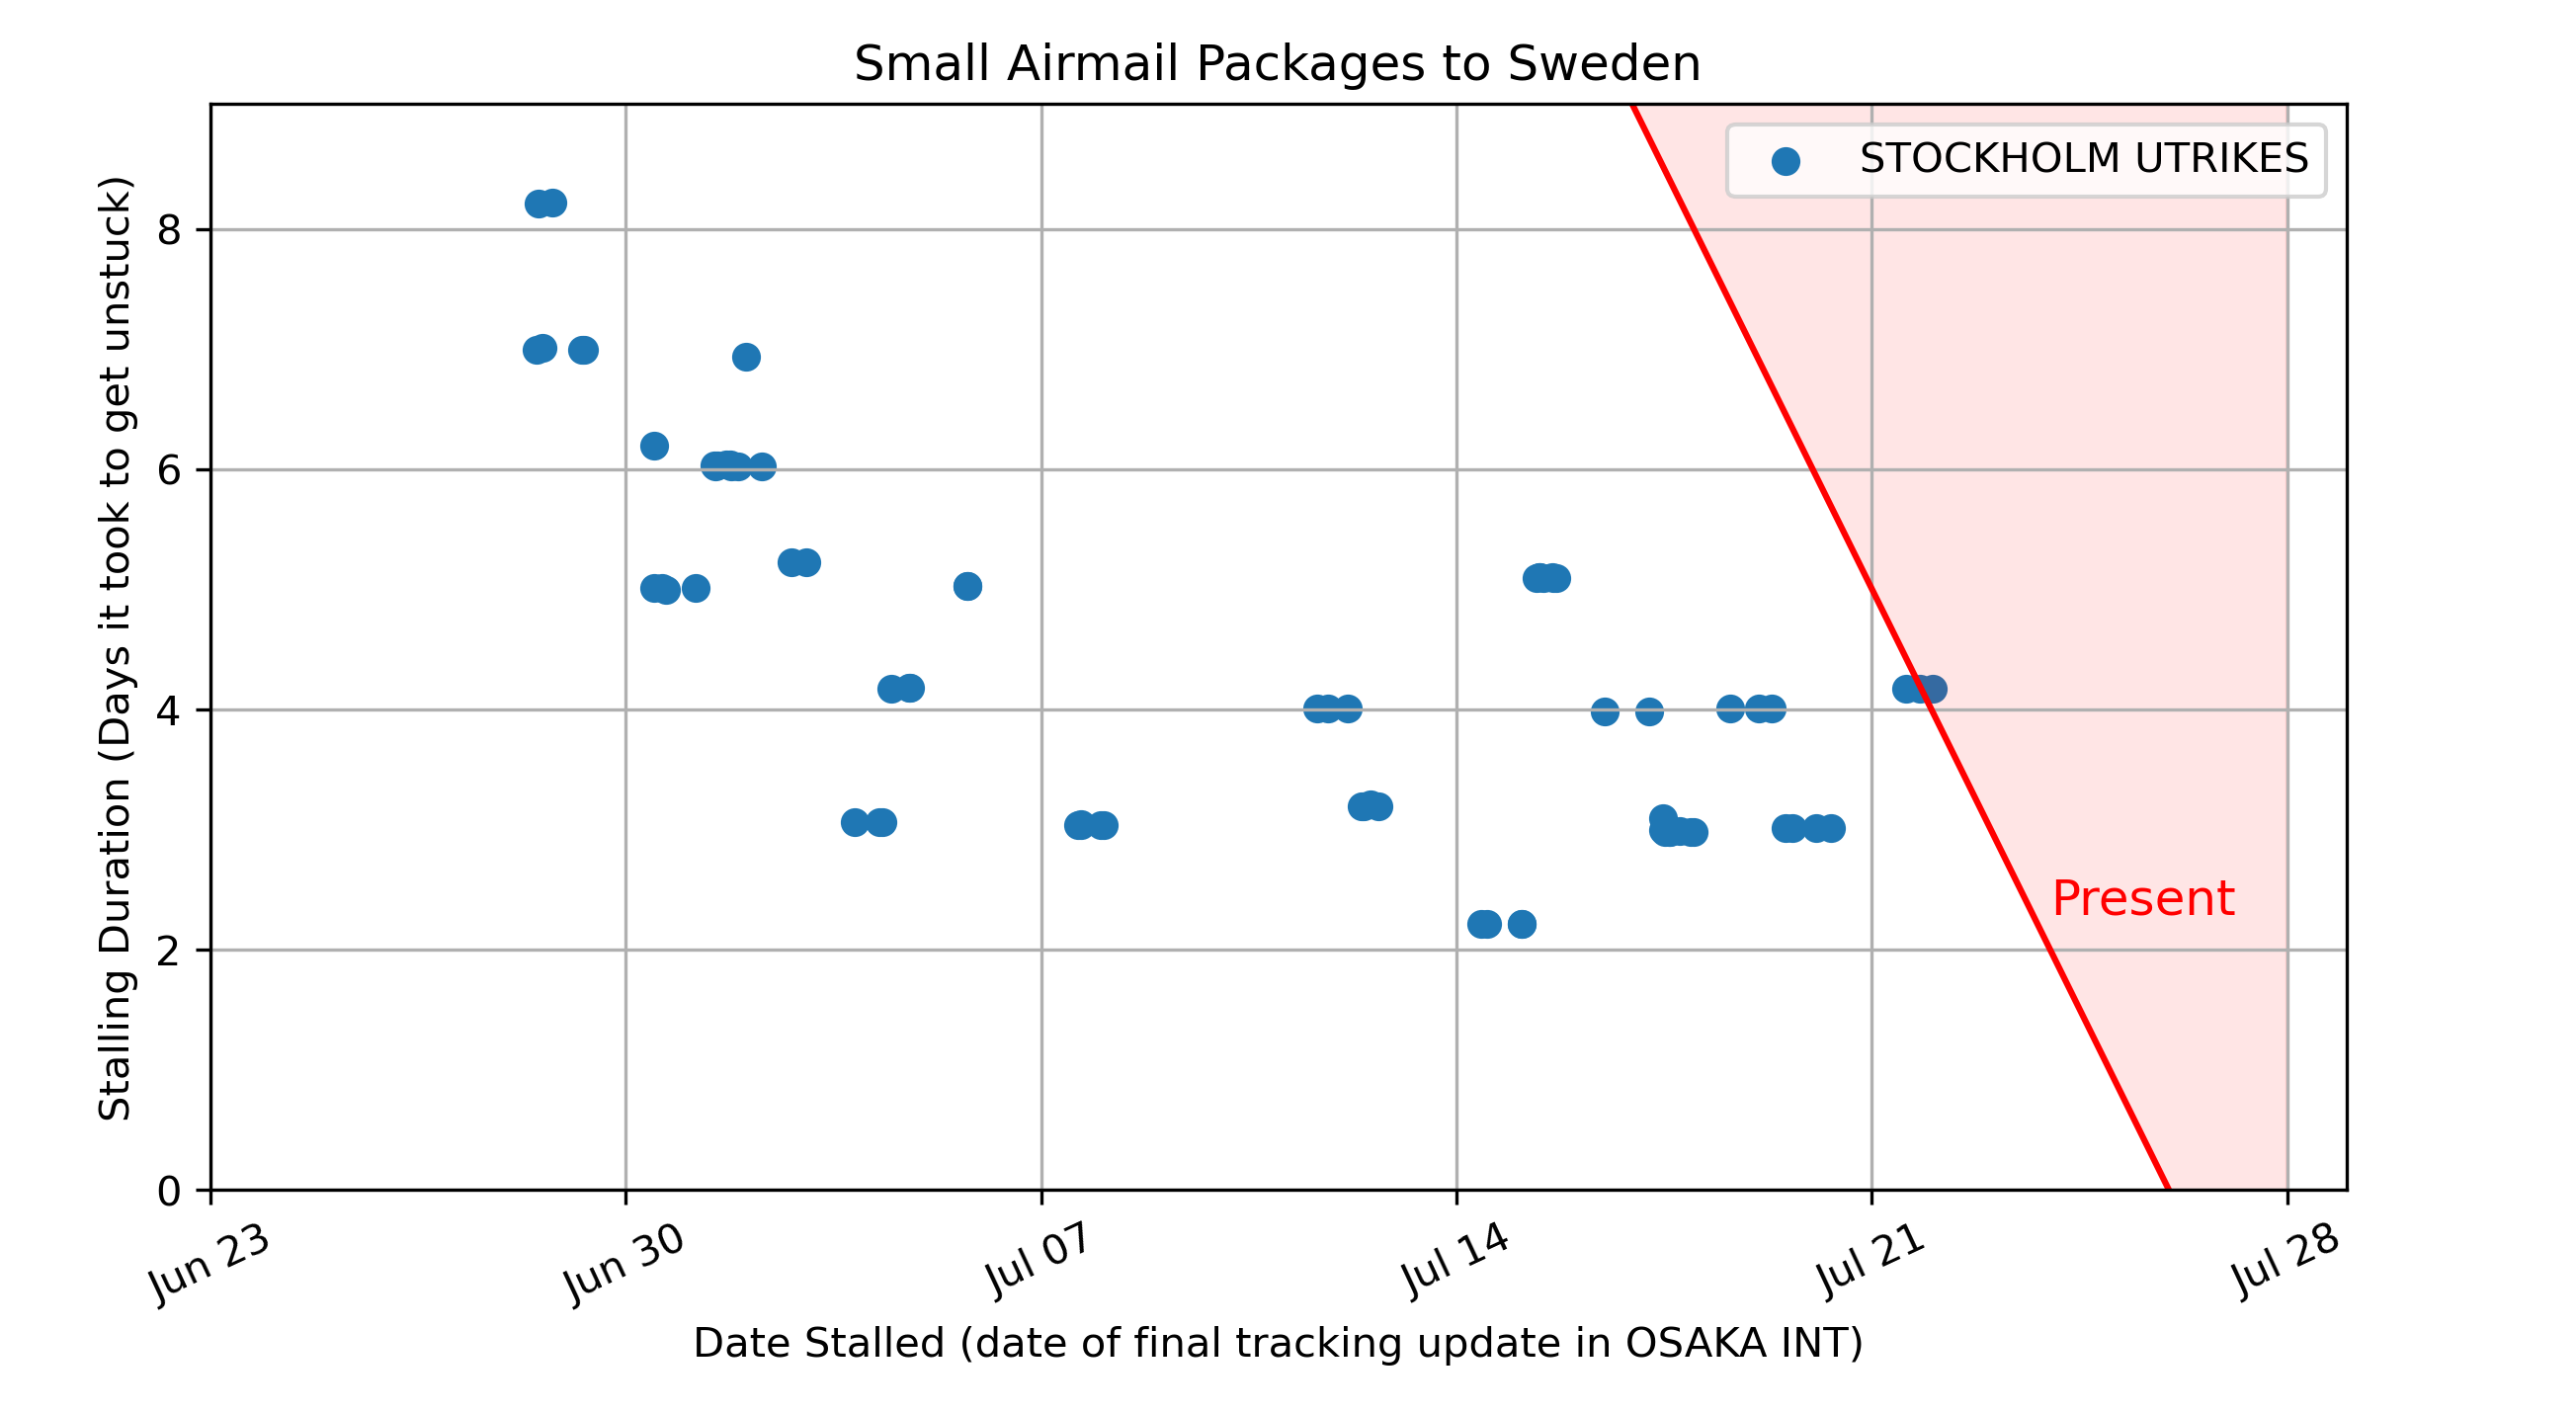 Small Airmail Packages to Sweden
STOCKHOLM UTRIKES
Stalling Duration (Days it took to get unstuck)
8
6
4
2
0
Present
Jun 23
Jun 30
Jul 07
Jul 14
Jul 21
Jul 28
Date Stalled (date of final tracking update in OSAKA INT)